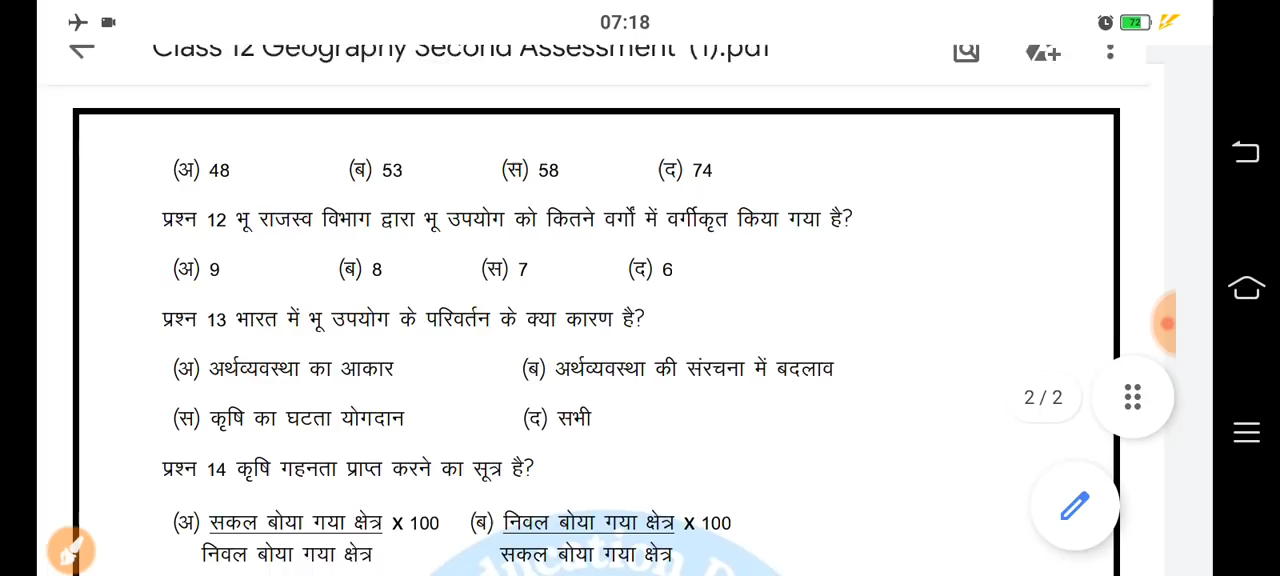 07:18
72
Class 12 Geography Second Assessment (1).pdf
(अ) 48 (ब) 53 (स) 58 (द) 74
प्रश्न 12 भू राजस्व विभाग द्वारा भू उपयोग को कितने वर्गों में वर्गीकृत किया गया है?
(अ) 9 (ब) 8 (स) 7 (द) 6
प्रश्न 13 भारत में भू उपयोग के परिवर्तन के क्या कारण है?
(अ) अर्थव्यवस्था का आकार (ब) अर्थव्यवस्था की संरचना में बदलाव
(स) कृषि का घटता योगदान (द) सभी
2 / 2
प्रश्न 14 कृषि गहनता प्राप्त करने का सूत्र है?
(अ) सकल बोया गया क्षेत्र X 100 (ब) निवल बोया गया क्षेत्र X 100
निवल बोया गया क्षेत्र सकल बोया गया क्षेत्र